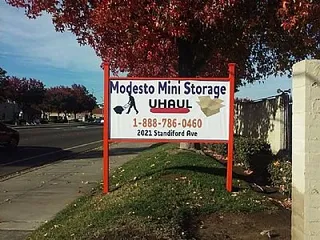 Modesto Mini Storage
UHAUL
1-888-786-0460
2021 Standiford Ave